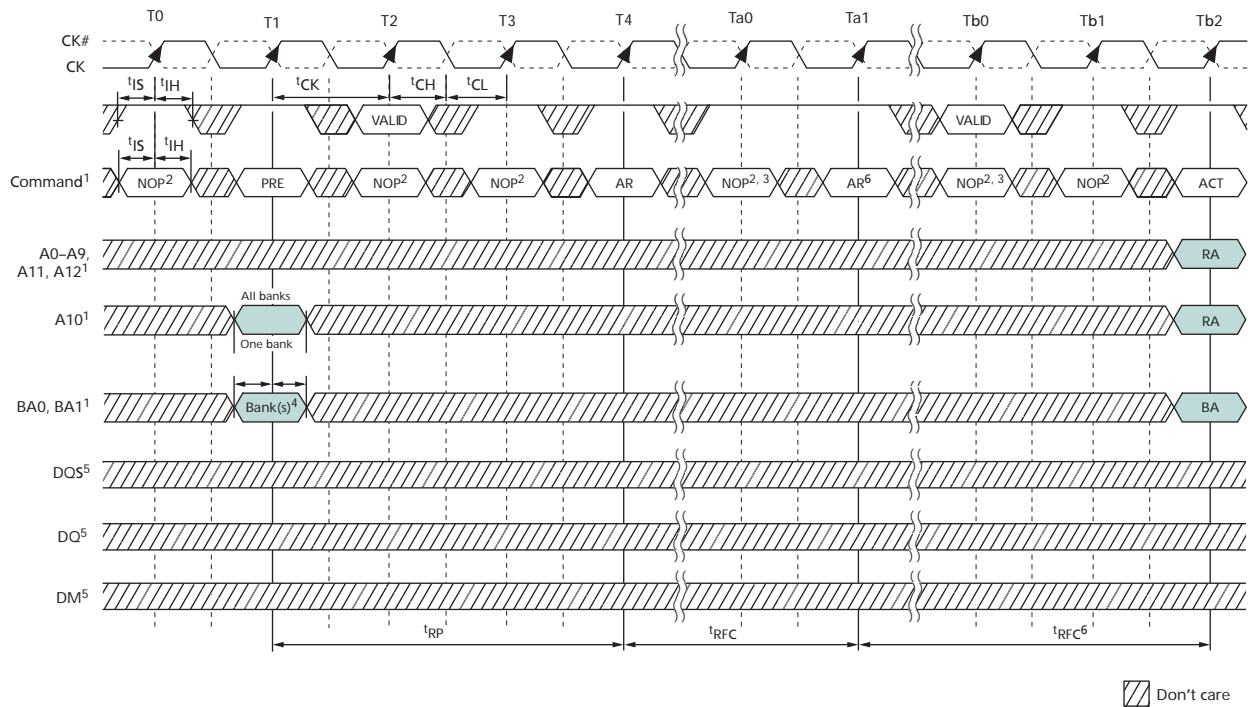 T0 T1 T2 T3 T4 Ta0 Ta1 Tb0 Tb1 Tb2
CK#
CK
tIS tIH tCK tCH tCL
VALID VALID
tIS tIH
Command1 NOP2 PRE NOP2 NOP2 AR NOP2, 3 AR6 NOP2, 3 NOP2 ACT
A0–A9,
A11, A121 RA
All banks
A101 RA
One bank
BA0, BA11 Bank(s)4 BA
DQS5
DQ5
DM5
tRP tRFC tRFC6
Don't care